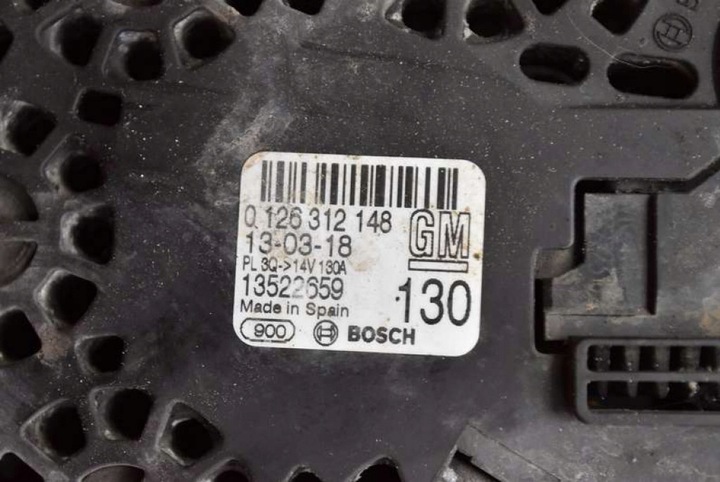 0 126 312 148
13-03-18
GM
PL 3Q->14V 130A
13522659
130
Made in Spain
900 BOSCH